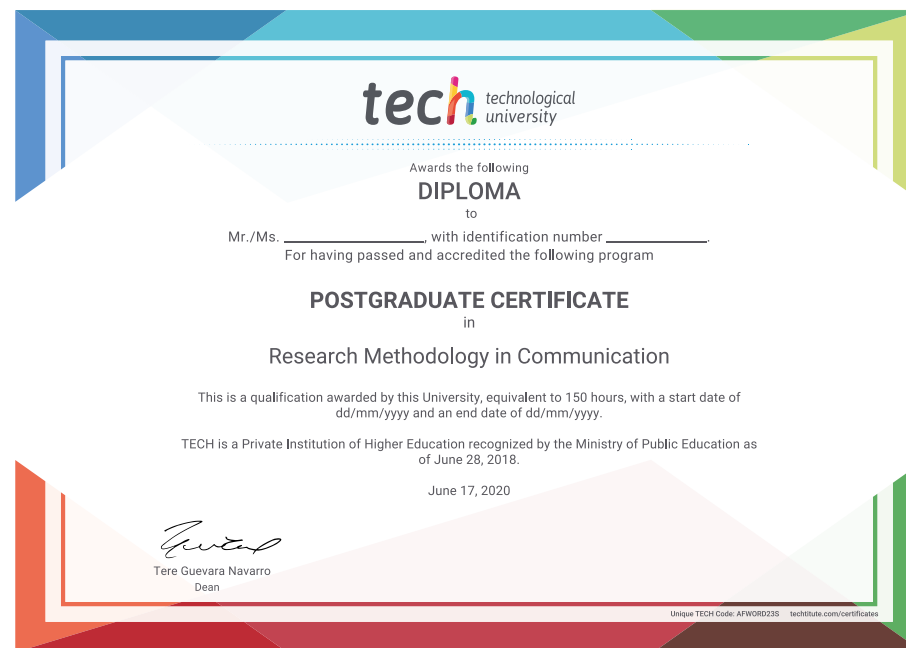 tech technological
university
Awards the following
DIPLOMA
to
Mr./Ms. ____________________, with identification number ______________.
For having passed and accredited the following program
POSTGRADUATE CERTIFICATE
in
Research Methodology in Communication
This is a qualification awarded by this University, equivalent to 150 hours, with a start date of
dd/mm/yyyy and an end date of dd/mm/yyyy.
TECH is a Private Institution of Higher Education recognized by the Ministry of Public Education as
of June 28, 2018.
June 17, 2020
Tere Guevara Navarro
Dean
Unique TECH Code: AFWORD23S techtitute.com/certificates